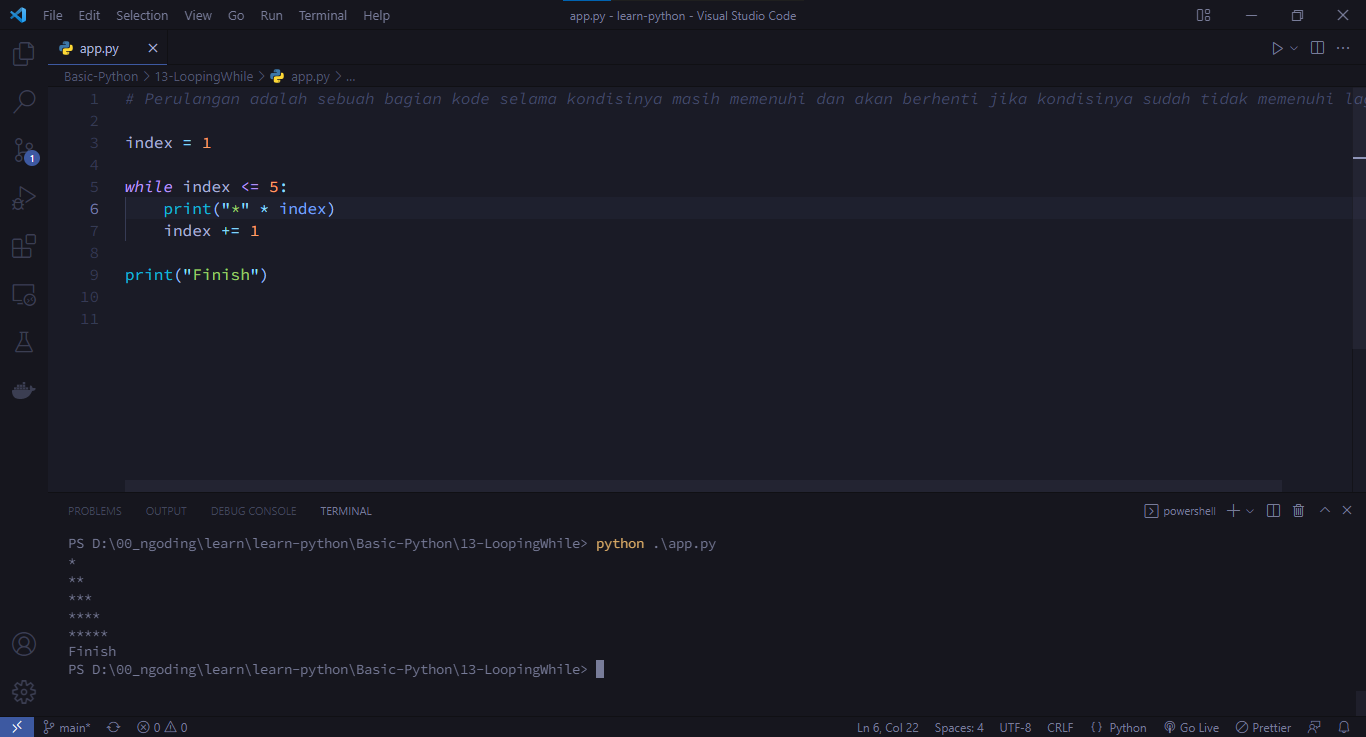 File Edit Selection View Go Run Terminal Help app.py - learn-python - Visual Studio Code
app.py
Basic-Python > 13-LoopingWhile > app.py > ...
1 # Perulangan adalah sebuah bagian kode selama kondisinya masih memenuhi dan akan berhenti jika kondisinya sudah tidak memenuhi lag
2
3 index = 1
4
5 while index <= 5:
6     print("*" * index)
7     index += 1
8
9 print("Finish")
10
11
1
PROBLEMS OUTPUT DEBUG CONSOLE TERMINAL powershell
PS D:\00_ngoding\learn\learn-python\Basic-Python\13-LoopingWhile> python .\app.py
*
**
***
****
*****
Finish
PS D:\00_ngoding\learn\learn-python\Basic-Python\13-LoopingWhile>
main* 0 0 Ln 6, Col 22 Spaces: 4 UTF-8 CRLF {} Python Go Live Prettier